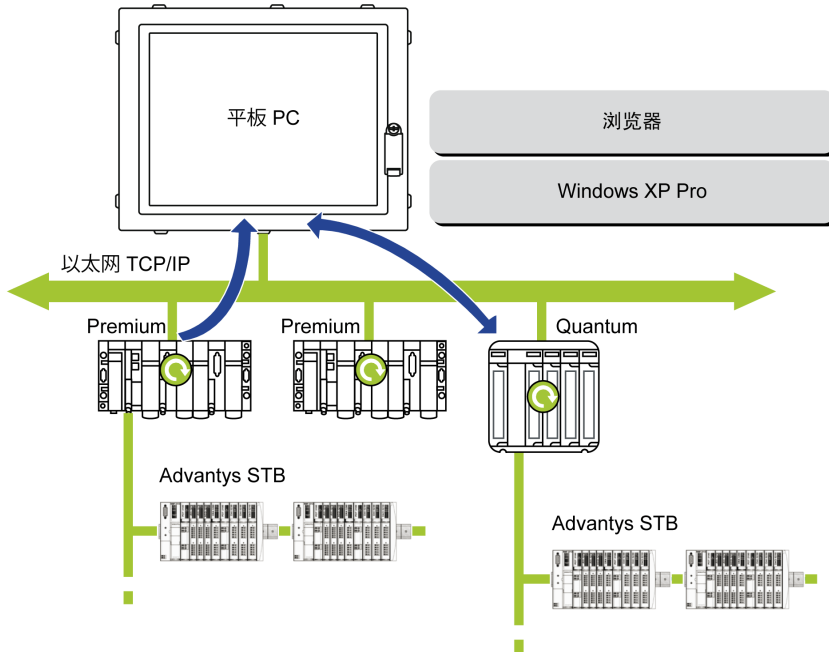 平板 PC
浏览器
Windows XP Pro
以太网 TCP/IP
Premium
Premium
Quantum
Advantys STB
Advantys STB